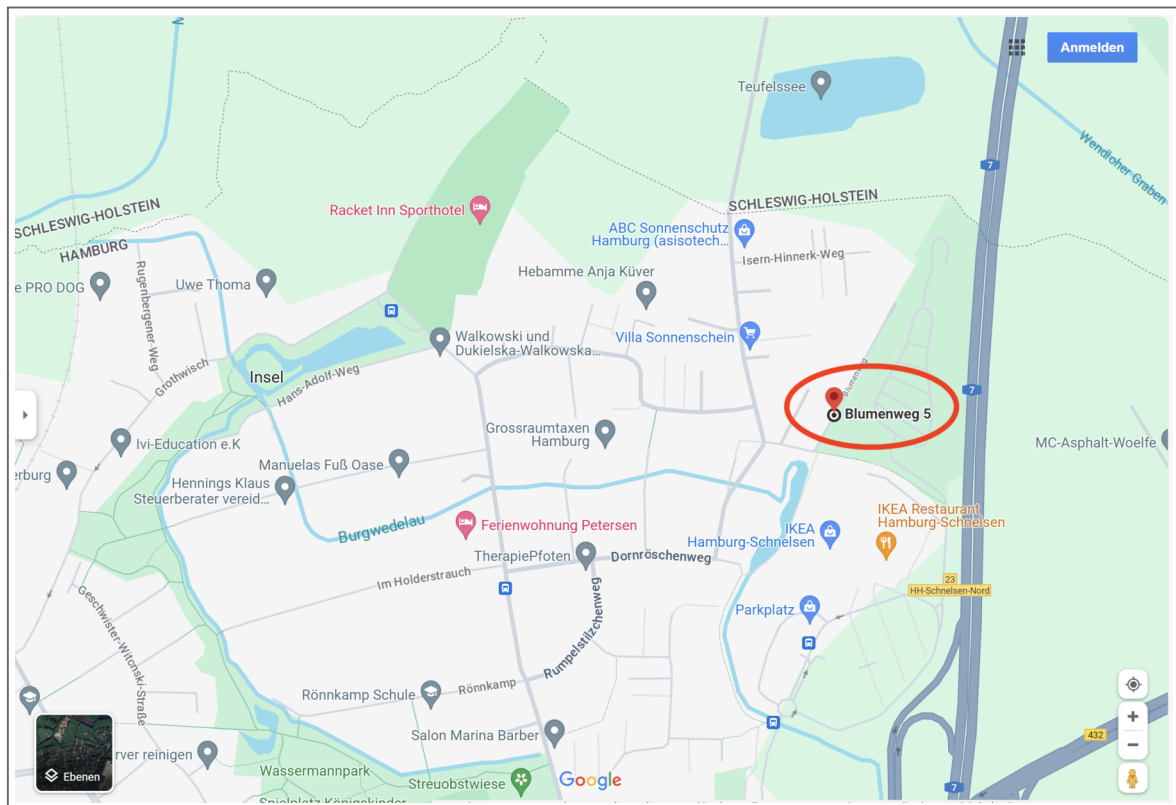 Anmelden
Teufelssee
Wendloher Graben
7
SCHLESWIG-HOLSTEIN
HAMBURG
SCHLESWIG-HOLSTEIN
Racket Inn Sporthotel
ABC Sonnenschutz
Hamburg (asisotech...
Isern-Hinnerk-Weg
Rugenbergener-Weg
e PRO DOG
Uwe Thoma
Hebamme Anja Küver
Walkowski und
Dukielska-Walkowska...
Villa Sonnenschein
Grothwisch
Insel
Hans-Adolf-Weg
Blumenweg
7
Blumenweg 5
Grossraumtaxen
Hamburg
MC-Asphalt-Woelfe
Ivi-Education e.K
Manuelas Fuß Oase
erburg
Hennings Klaus
Steuerberater vereid...
Burgwedelau
Ferienwohnung Petersen
IKEA
Hamburg-Schnelsen
IKEA Restaurant
Hamburg-Schnelsen
TherapiePfoten
Dornröschenweg
Im Holderstrauch
23
HH-Schnelsen-Nord
Geschwister-Witonski-Straße
Parkplatz
Rumpelstilzchenweg
Rönnkamp Schule
Rönnkamp
Salon Marina Barber
432
rver reinigen
Ebenen
Wassermannpark
Streuobstwiese
Google
7
Spielplatz Königskinder